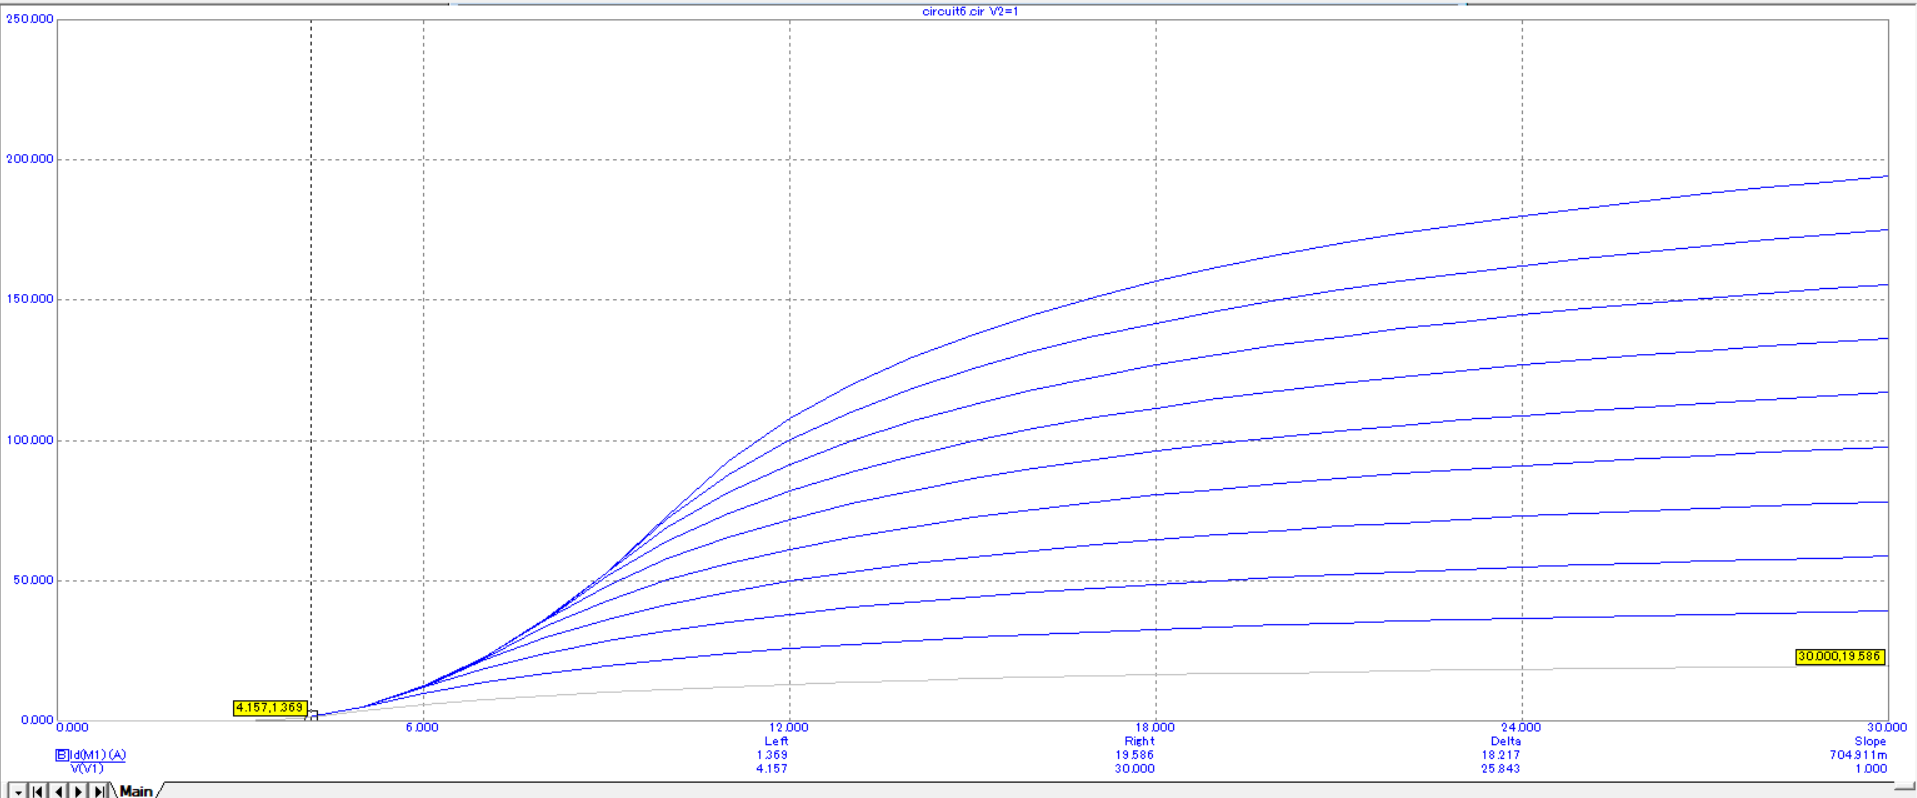 circuit6.cir V2=1
250.000
200.000
150.000
100.000
50.000
30.000,19.586
4.157,1.369
0.000
0.000 6.000 12.000 18.000 24.000 30.000
Left Right Delta Slope
B Id(M1) (A) 1.369 19.586 18.217 704.911m
V(V1) 4.157 30.000 25.843 1.000
Main